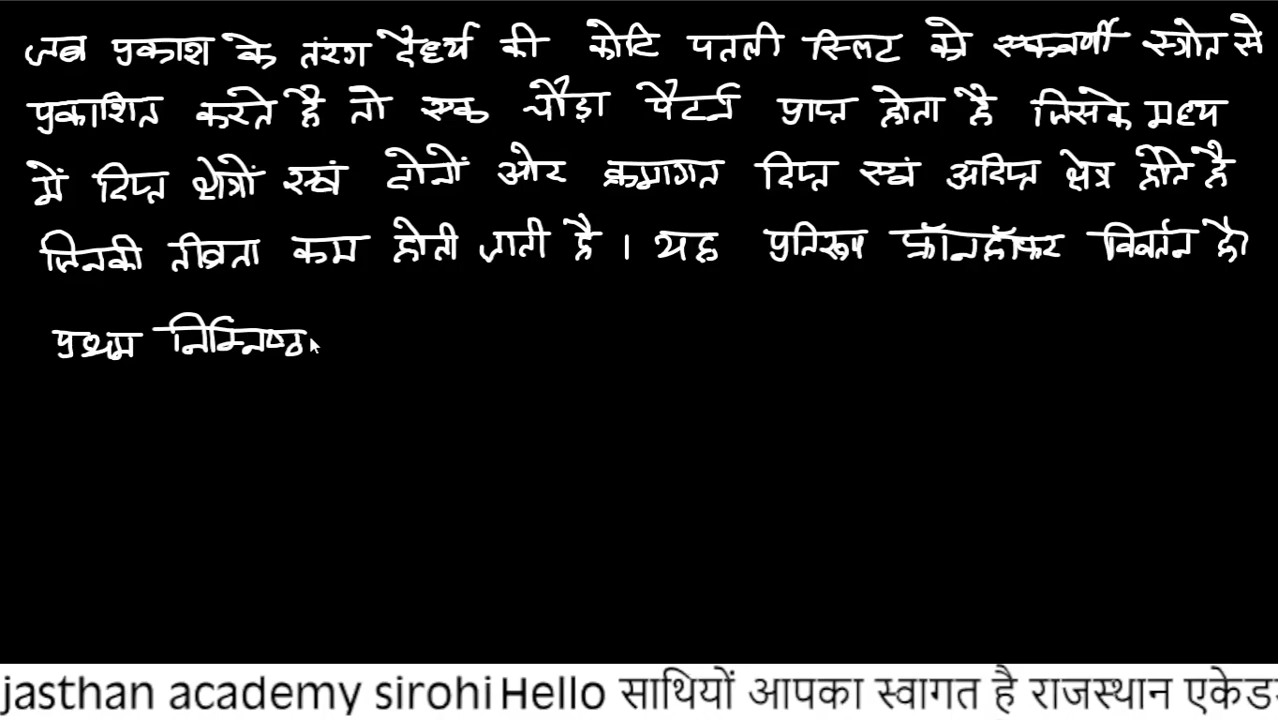 जब प्रकाश के तरंग दैर्ध्य की कोटि पतली स्लिट को एकवर्णी स्त्रोत से
प्रकाशित करते है तो एक चौड़ा पैटर्न प्राप्त होता है जिसके मध्य
में दिप्त क्षेत्रों एवं दोनों ओर क्रमागत दिप्त एवं अदिप्त क्षेत्र होते है
जिनकी तीव्रता कम होती जाती है । यह प्रतिरूप फ्रॉनहॉफर विवर्तन है।
प्रथम निम्निष्ठ
jasthan academy sirohi Hello साथियों आपका स्वागत है राजस्थान एकेड